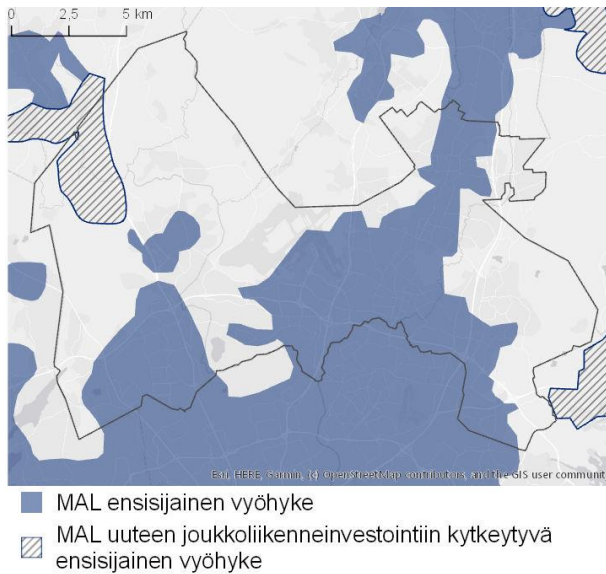 0 2,5 5 km
Esri, HERE, Garmin, (c) OpenStreetMap contributors, and the GIS user communit
MAL ensisijainen vyöhyke
MAL uuteen joukkoliikenneinvestointiin kytkeytyvä
ensisijainen vyöhyke